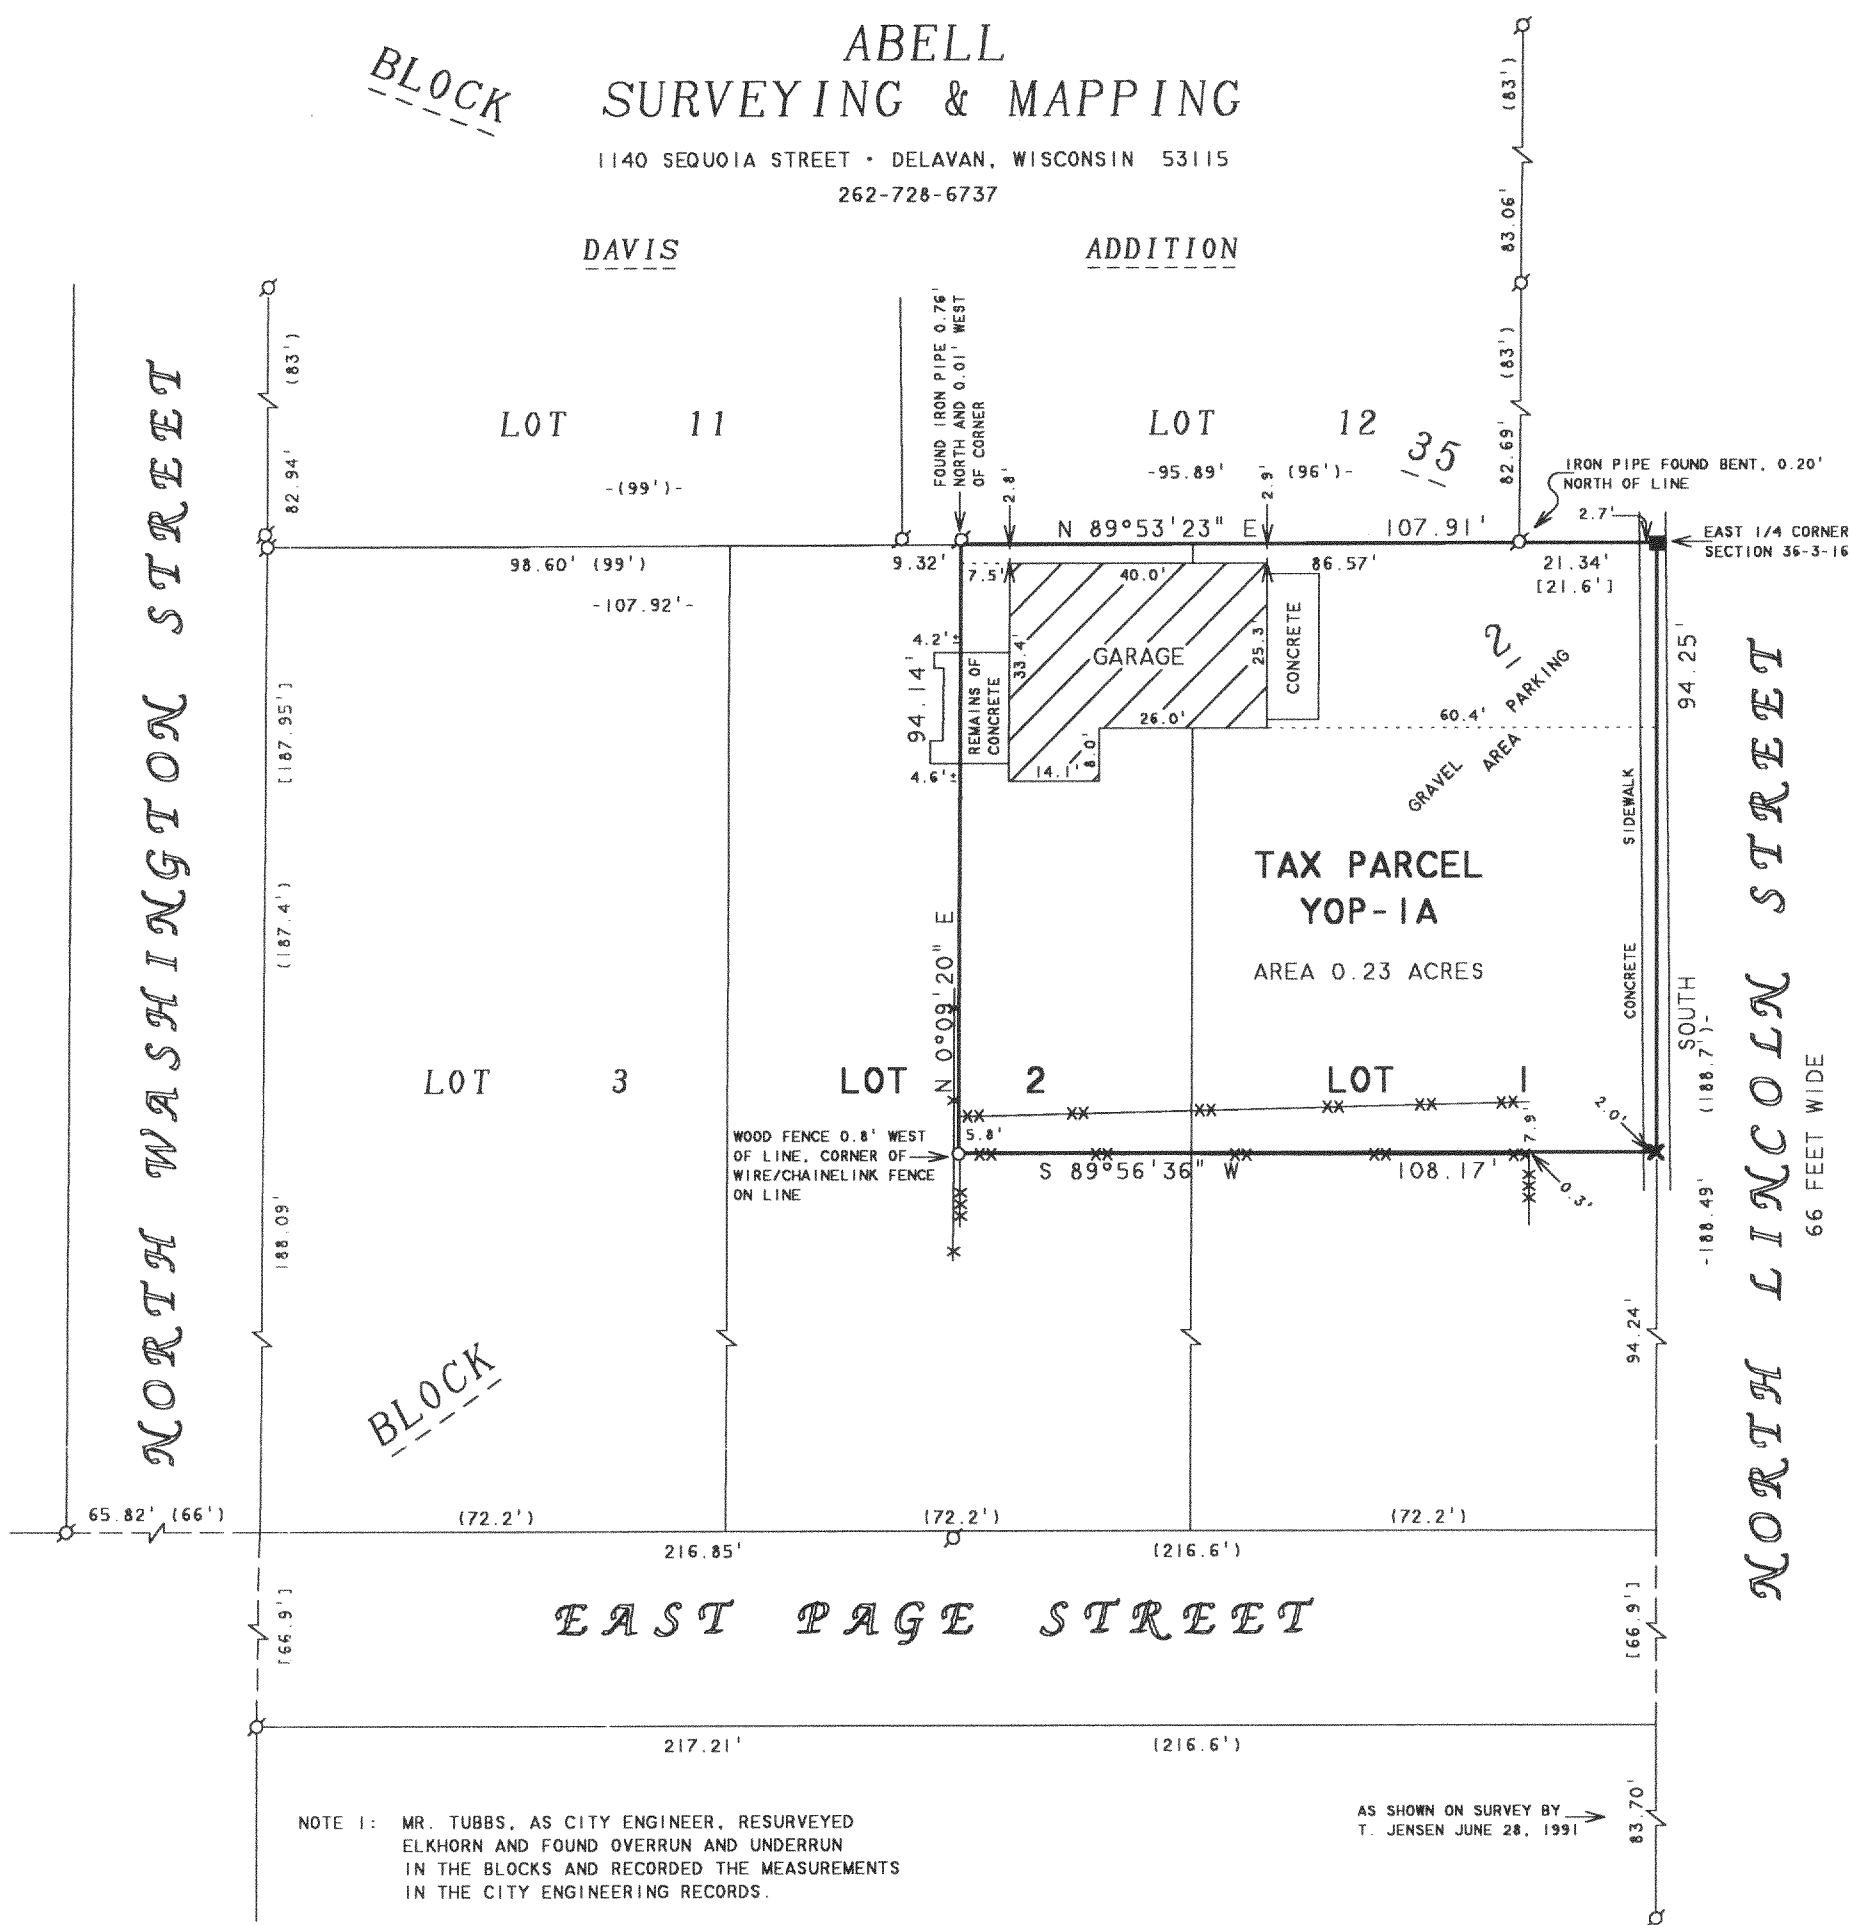 ABELL
SURVEYING & MAPPING
1140 SEQUOIA STREET • DELAVAN, WISCONSIN 53115
262-728-6737
BLOCK
DAVIS
ADDITION
(83')
83.06'
(83')
82.69'
(83')
82.94'
LOT 11
-(99')-
FOUND IRON PIPE 0.76'
NORTH AND 0.01' WEST
OF CORNER
LOT 12
35
-95.89' (96')-
2.8'
2.9'
IRON PIPE FOUND BENT, 0.20'
NORTH OF LINE
2.7'
EAST 1/4 CORNER
SECTION 36-3-16
N 89°53'23" E 107.91'
98.60' (99')
9.32'
7.5'
40.0'
86.57'
21.34'
[21.6']
-107.92'-
4.2'±
94.14'
4.6'±
REMAINS OF
CONCRETE
33.4'
GARAGE
25.3'
CONCRETE
26.0'
8.0'
14.1'
2
60.4'
GRAVEL PARKING
AREA
94.25'
SIDEWALK
CONCRETE
SOUTH
(188.7')-
-188.49'
TAX PARCEL
YOP-1A
AREA 0.23 ACRES
NORTH WASHINGTON STREET
[187.95']
(187.4')
188.09'
N 0°09'20" E
LOT 3
LOT 2
LOT 1
WOOD FENCE 0.8' WEST
OF LINE, CORNER OF
WIRE/CHAINELINK FENCE
ON LINE
5.8'
7.9'
2.0'
0.3'
S 89°56'36" W 108.17'
NORTH LINCOLN STREET
66 FEET WIDE
94.24'
BLOCK
65.82' (66')
(72.2')
(72.2')
(72.2')
216.85'
(216.6')
[66.9']
EAST PAGE STREET
[66.9']
217.21'
(216.6')
NOTE 1: MR. TUBBS, AS CITY ENGINEER, RESURVEYED
ELKHORN AND FOUND OVERRUN AND UNDERRUN
IN THE BLOCKS AND RECORDED THE MEASUREMENTS
IN THE CITY ENGINEERING RECORDS.
AS SHOWN ON SURVEY BY
T. JENSEN JUNE 28, 1991
83.70'